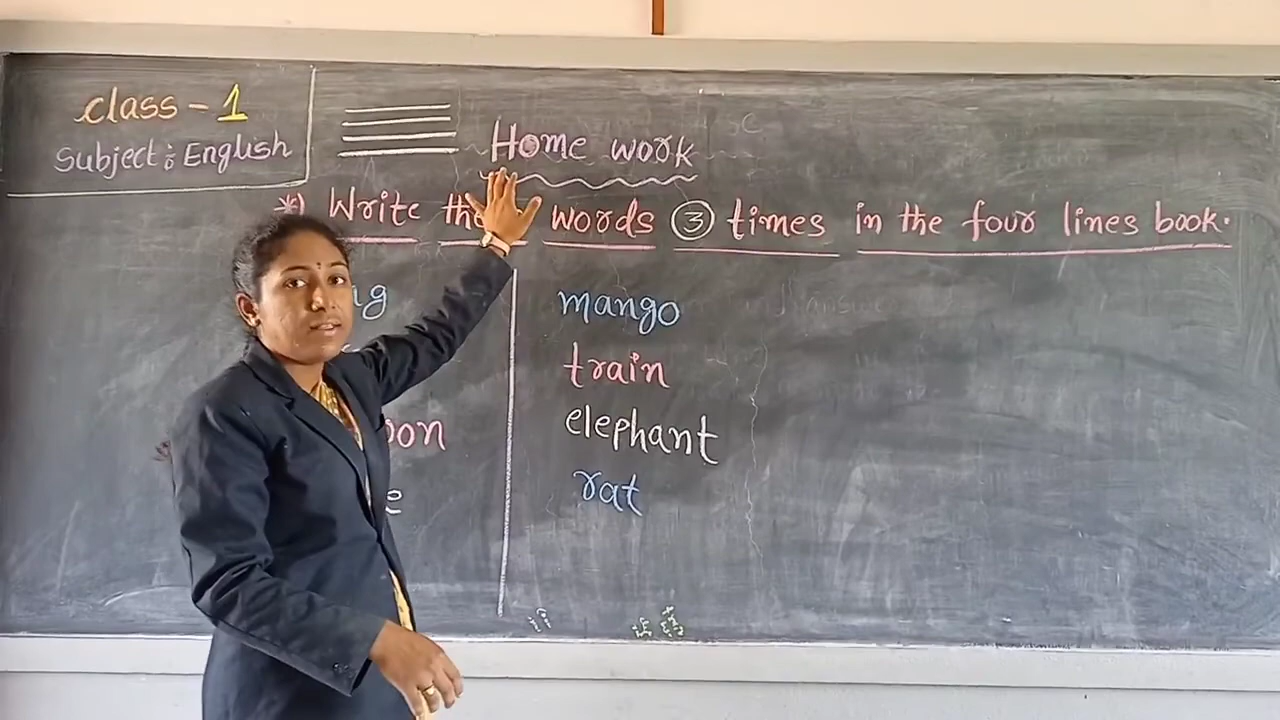 class - 1
Subject : English
Home work
*) Write the words 3 times in the four lines book.
mango
train
elephant
rat